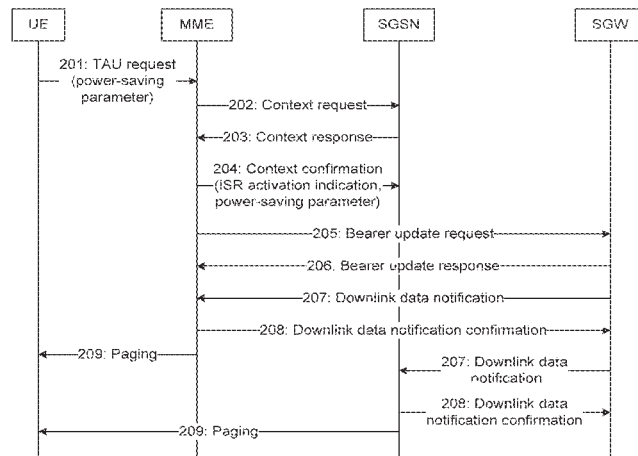 UE
MME
SGSN
SGW
201: TAU request
(power-saving
parameter)
202: Context request
203: Context response
204: Context confirmation
(ISR activation indication,
power-saving parameter)
205: Bearer update request
206: Bearer update response
207: Downlink data notification
208: Downlink data notification confirmation
209: Paging
207: Downlink data
notification
208: Downlink data
notification confirmation
209: Paging